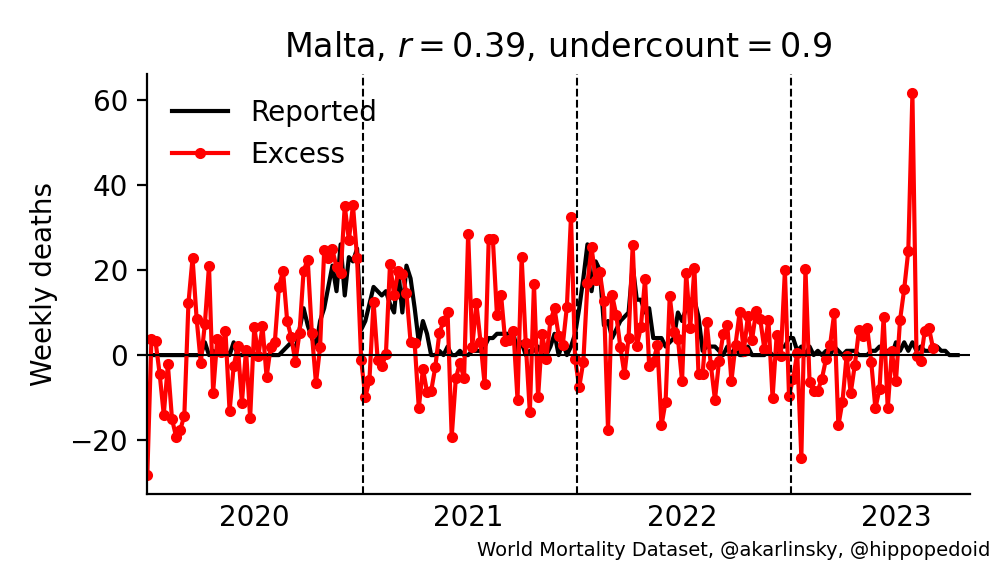 Malta, r = 0.39, undercount = 0.9
Reported
Excess
Weekly deaths
60
40
20
0
−20
2020 2021 2022 2023
World Mortality Dataset, @akarlinsky, @hippopedoid